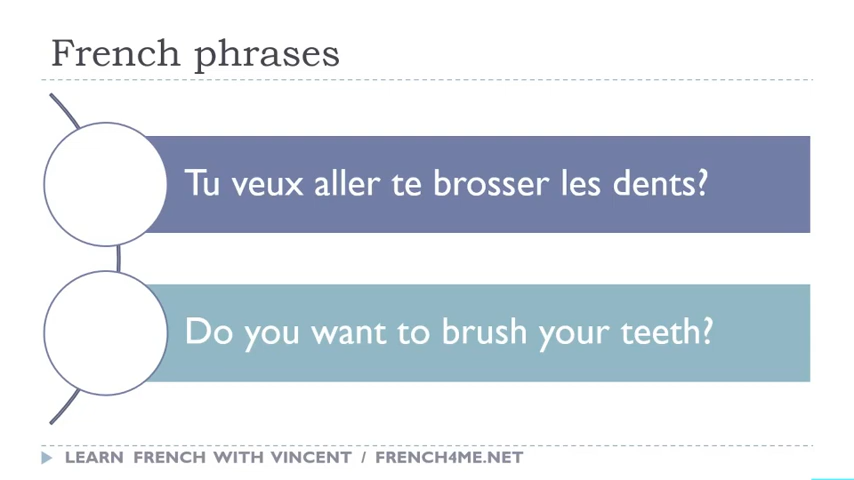 French phrases
Tu veux aller te brosser les dents?
Do you want to brush your teeth?
LEARN FRENCH WITH VINCENT / FRENCH4ME.NET